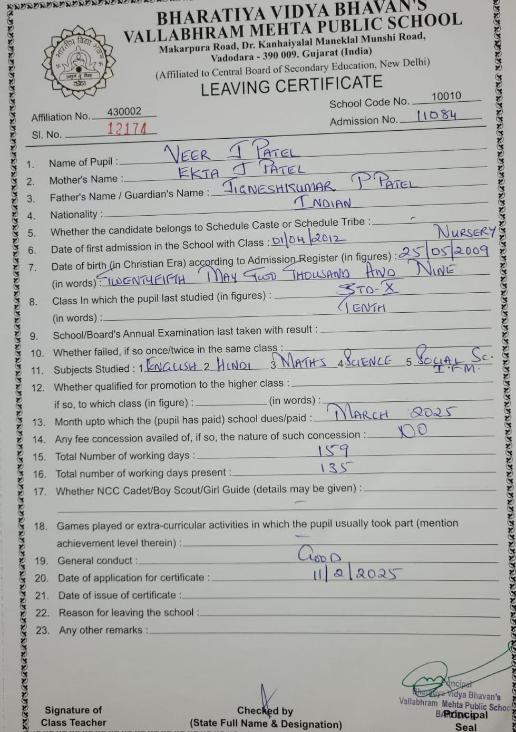 BHARATIYA VIDYA BHAVAN'S
VALLABHRAM MEHTA PUBLIC SCHOOL
Makarpura Road, Dr. Kanhaiyalal Maneklal Munshi Road,
Vadodara - 390 009. Gujarat (India)
(Affiliated to Central Board of Secondary Education, New Delhi)
LEAVING CERTIFICATE
Affiliation No. 430002 School Code No. 10010
Sl. No. 12174 Admission No. 11084
1. Name of Pupil : VEER J PATEL
2. Mother's Name : EKTA J PATEL
3. Father's Name / Guardian's Name : JIGNESHKUMAR P PATEL
4. Nationality : INDIAN
5. Whether the candidate belongs to Schedule Caste or Schedule Tribe : -
6. Date of first admission in the School with Class : 01/04/2012 NURSERY
7. Date of birth (in Christian Era) according to Admission Register (in figures) : 25/05/2009
(in words) : TWENTYFIFTH MAY TWO THOUSAND AND NINE
8. Class In which the pupil last studied (in figures) : STD-X
(in words) : TENTH
9. School/Board's Annual Examination last taken with result :
10. Whether failed, if so once/twice in the same class :
11. Subjects Studied : 1 ENGLISH 2 HINDI 3 MATHS 4 SCIENCE 5 SOCIAL SC.
I.F.M.
12. Whether qualified for promotion to the higher class :
if so, to which class (in figure) : (in words) :
13. Month upto which the (pupil has paid) school dues/paid : MARCH 2025
14. Any fee concession availed of, if so, the nature of such concession : NO
15. Total Number of working days : 159
16. Total number of working days present : 135
17. Whether NCC Cadet/Boy Scout/Girl Guide (details may be given) :
-
18. Games played or extra-curricular activities in which the pupil usually took part (mention
achievement level therein) : -
19. General conduct : GOOD
20. Date of application for certificate : 11/2/2025
21. Date of issue of certificate :
22. Reason for leaving the school :
23. Any other remarks :
Principal
Bharatiya Vidya Bhavan's
Vallabhram Mehta Public School
Signature of Checked by Principal
Class Teacher (State Full Name & Designation) Seal